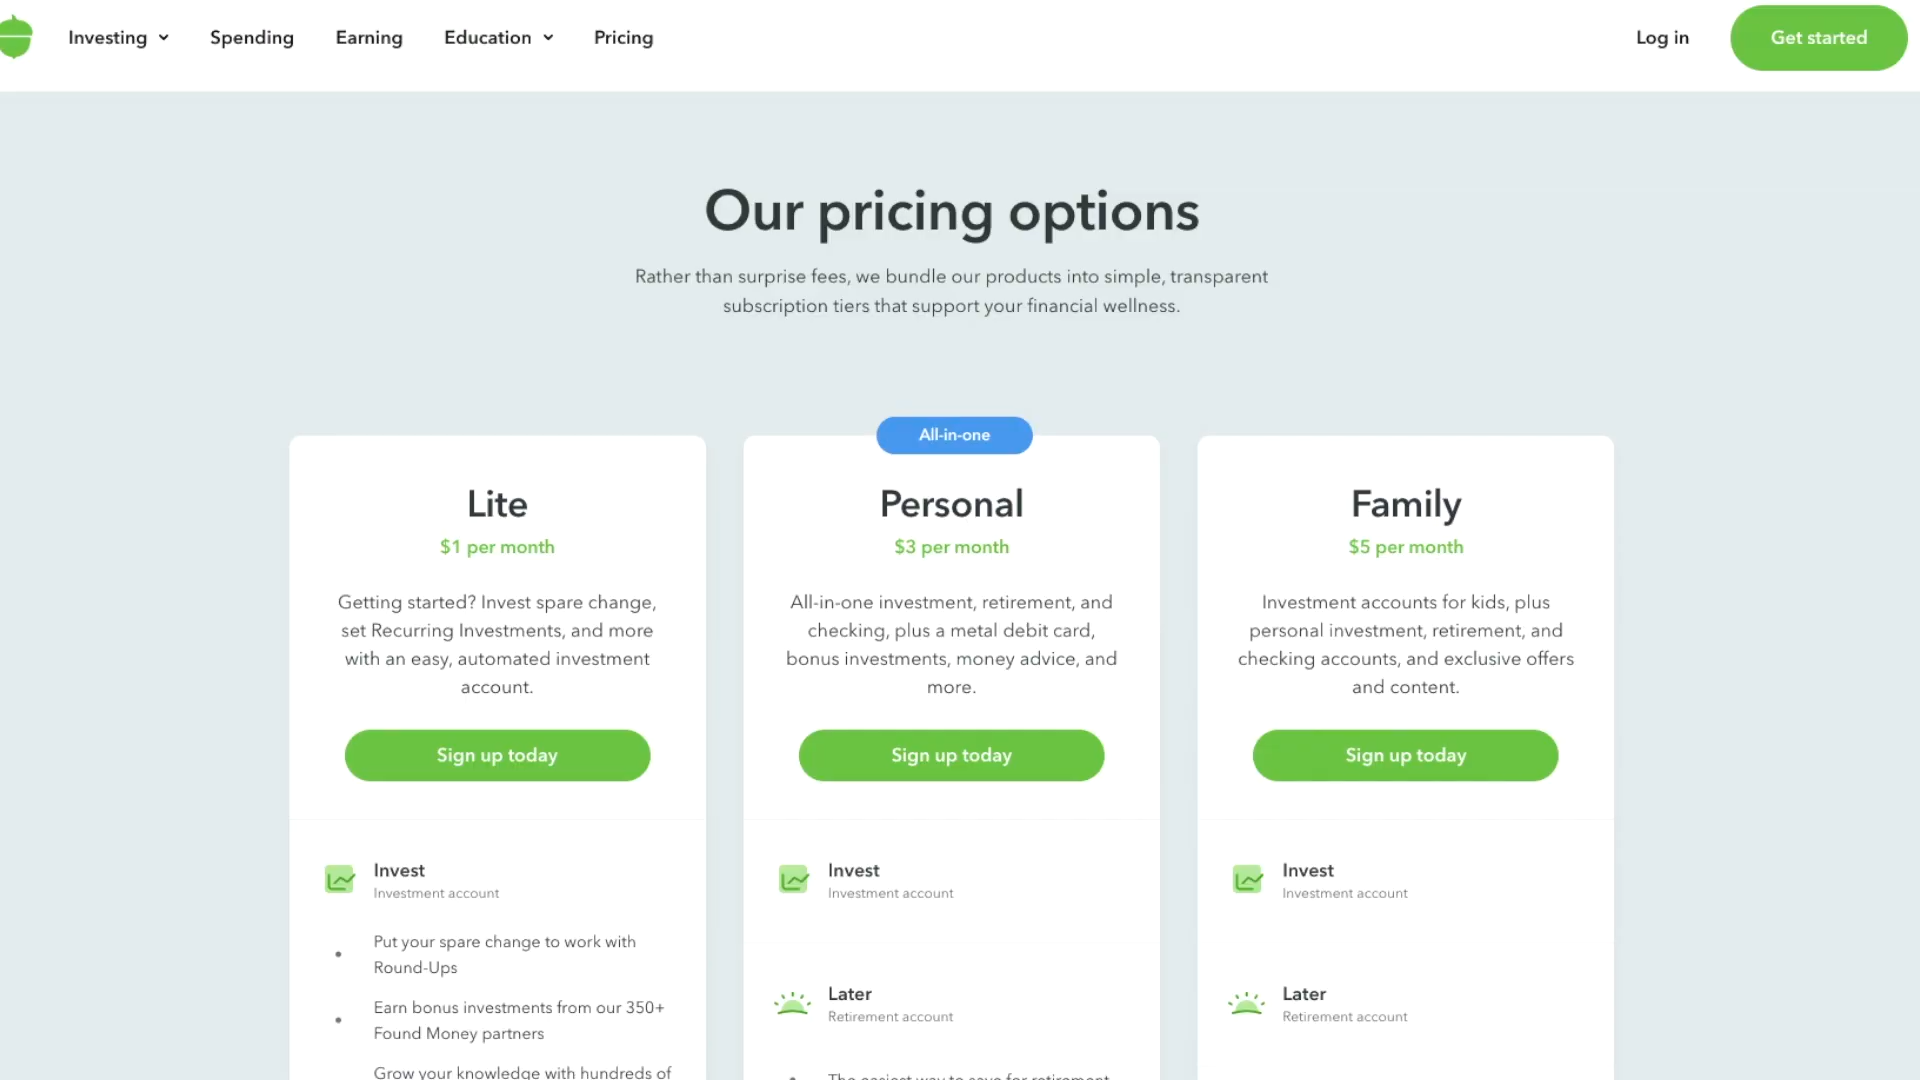 Investing
Spending
Earning
Education
Pricing
Log in
Get started
Our pricing options
Rather than surprise fees, we bundle our products into simple, transparent
subscription tiers that support your financial wellness.
Lite
$1 per month
Getting started? Invest spare change,
set Recurring Investments, and more
with an easy, automated investment
account.
Sign up today
Invest
Investment account
Put your spare change to work with
Round-Ups
Earn bonus investments from our 350+
Found Money partners
Grow your knowledge with hundreds of
All-in-one
Personal
$3 per month
All-in-one investment, retirement, and
checking, plus a metal debit card,
bonus investments, money advice, and
more.
Sign up today
Invest
Investment account
Later
Retirement account
The easiest way to save for retirement
Family
$5 per month
Investment accounts for kids, plus
personal investment, retirement, and
checking accounts, and exclusive offers
and content.
Sign up today
Invest
Investment account
Later
Retirement account